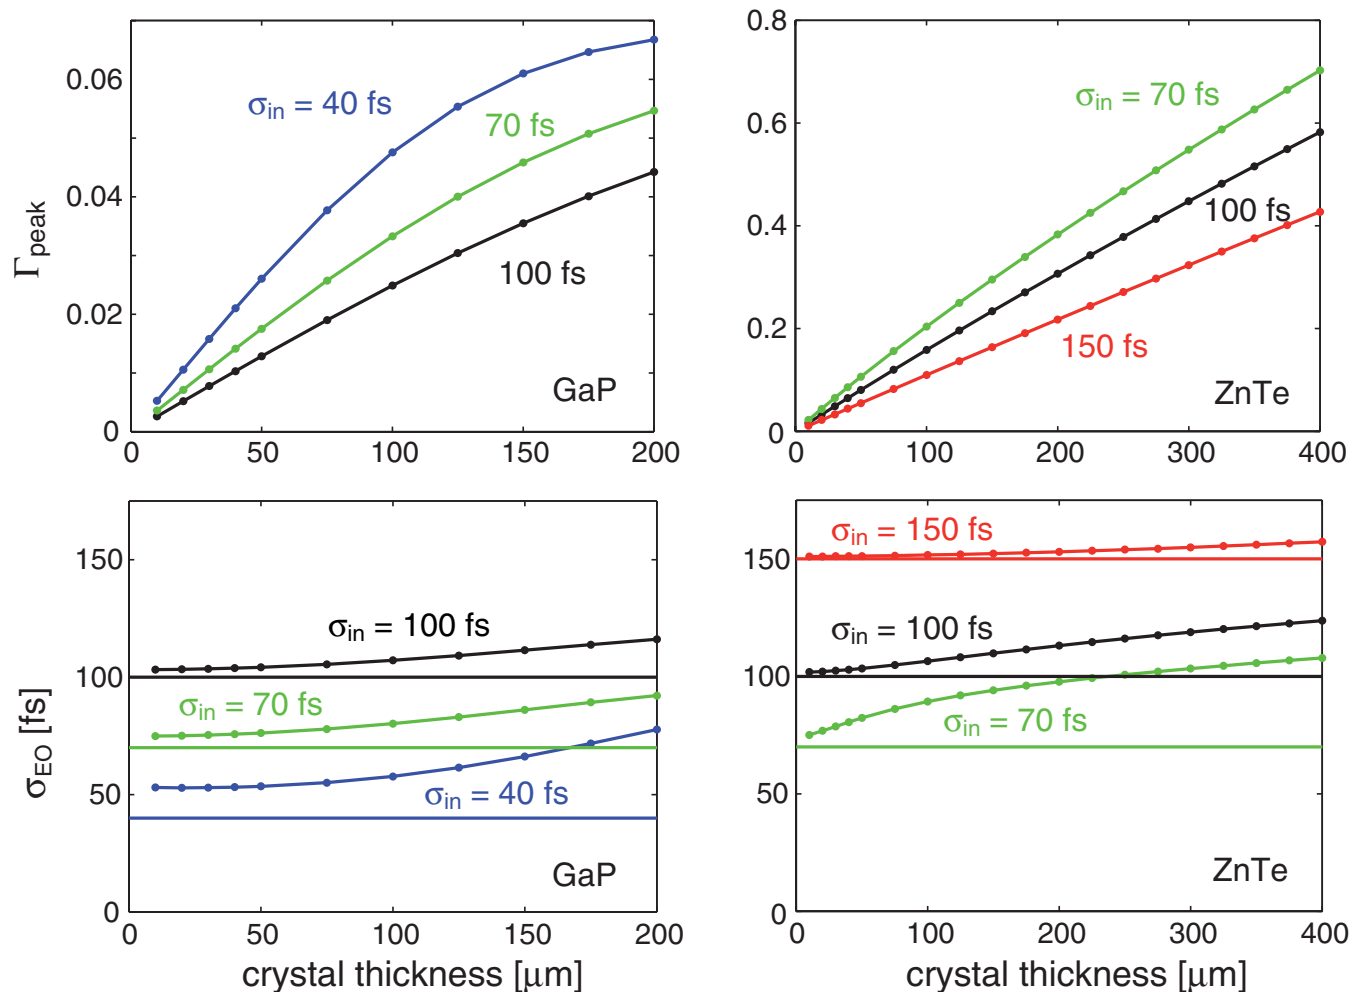 Γpeak
0.06
0.04
0.02
0
σin = 40 fs
70 fs
100 fs
GaP
0 50 100 150 200
0.8
0.6
0.4
0.2
0
σin = 70 fs
100 fs
150 fs
ZnTe
0 100 200 300 400
σEO [fs]
150
100
50
0
σin = 100 fs
σin = 70 fs
σin = 40 fs
GaP
0 50 100 150 200
crystal thickness [μm]
150
100
50
0
σin = 150 fs
σin = 100 fs
σin = 70 fs
ZnTe
0 100 200 300 400
crystal thickness [μm]